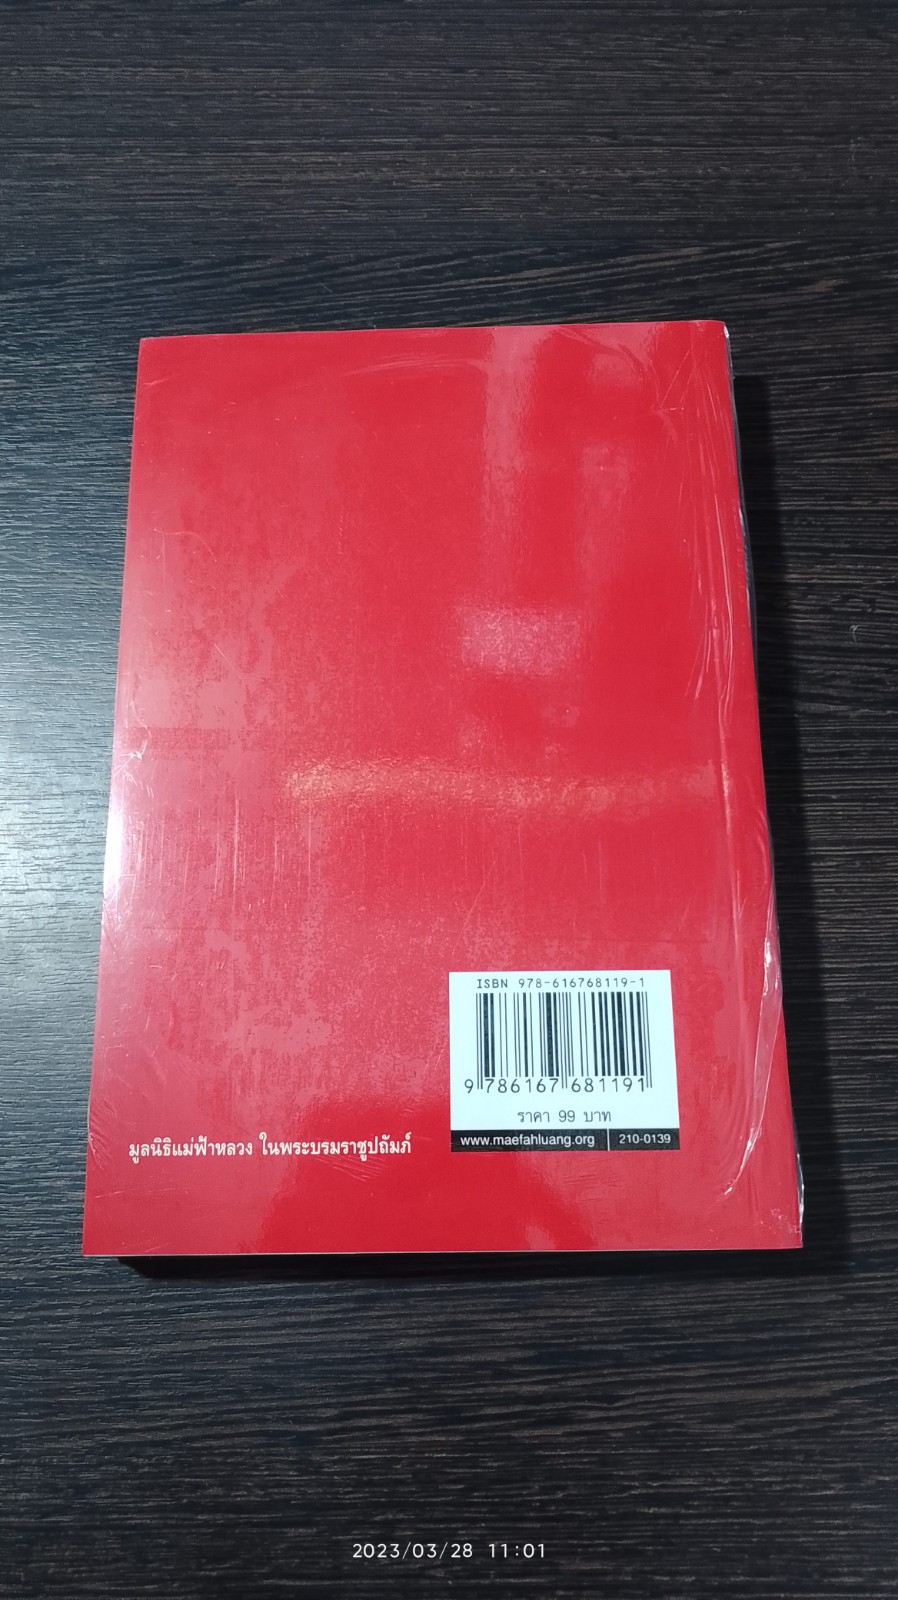 ISBN 978-616768119-1
9 786167 681191
ราคา 99 บาท
www.maefahluang.org 210-0139
มูลนิธิแม่ฟ้าหลวง ในพระบรมราชูปถัมภ์
2023/03/28 11:01